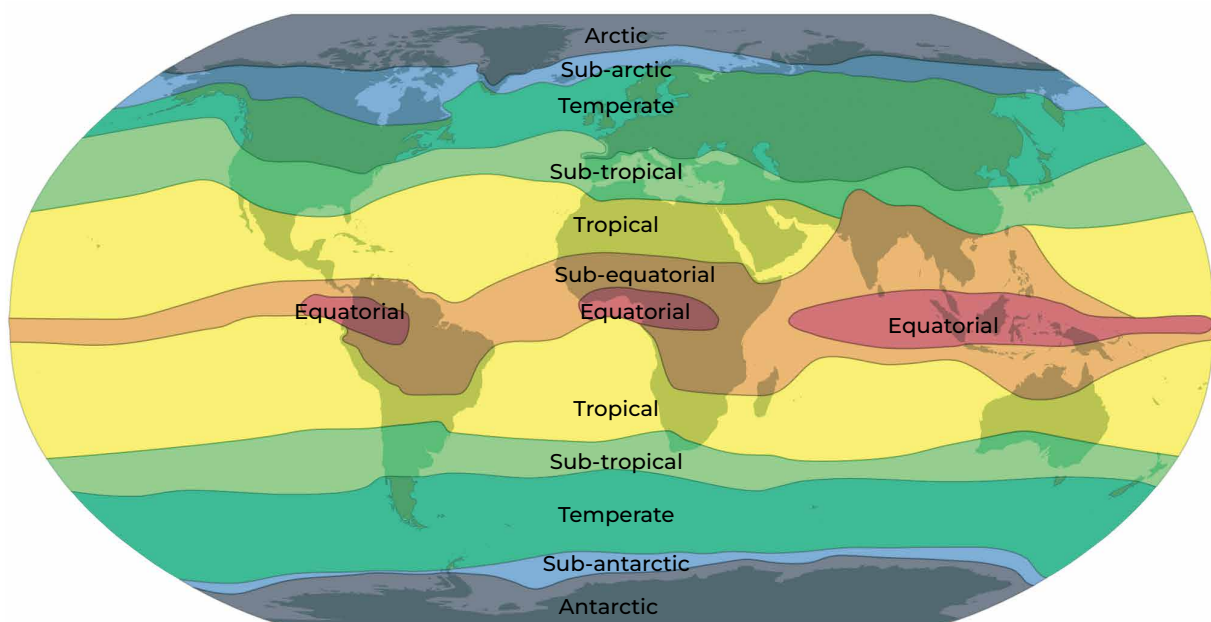 Arctic
Sub-arctic
Temperate
Sub-tropical
Tropical
Sub-equatorial
Equatorial
Equatorial
Equatorial
Tropical
Sub-tropical
Temperate
Sub-antarctic
Antarctic